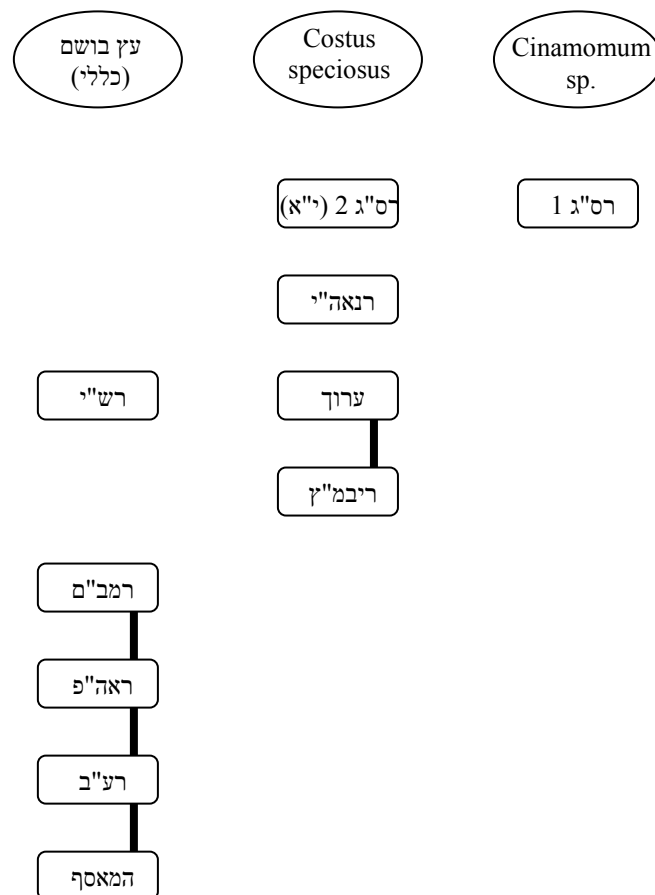 עץ בושם
(כללי)
Costus
speciosus
Cinamomum
sp.
רס"ג 2 (י"א)
רס"ג 1
רנאה"י
רש"י
ערוך
ריבמ"ץ
רמב"ם
ראה"פ
רע"ב
המאסף